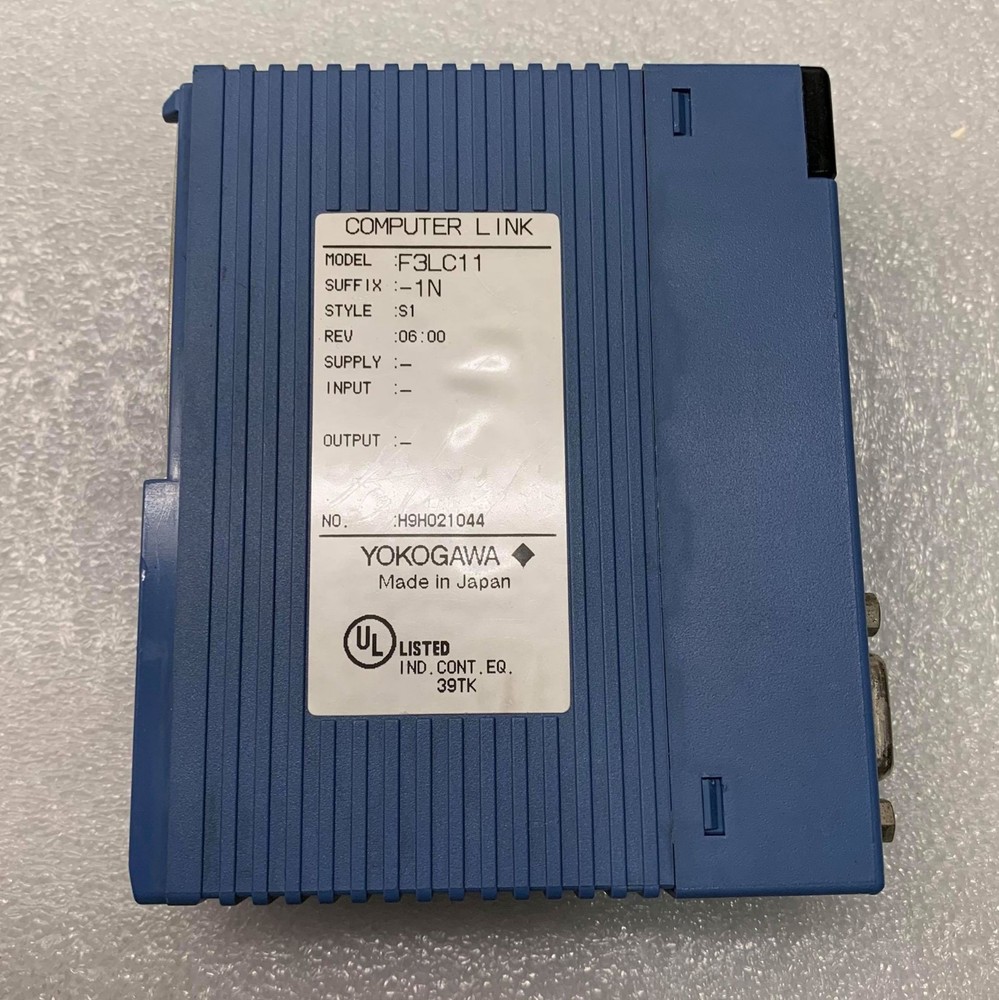 COMPUTER LINK
MODEL :F3LC11
SUFFIX :-1N
STYLE :S1
REV :06:00
SUPPLY :-
INPUT :-
OUTPUT :-
NO. :H9H021044
YOKOGAWA
Made in Japan
UL LISTED
IND.CONT.EQ.
39TK